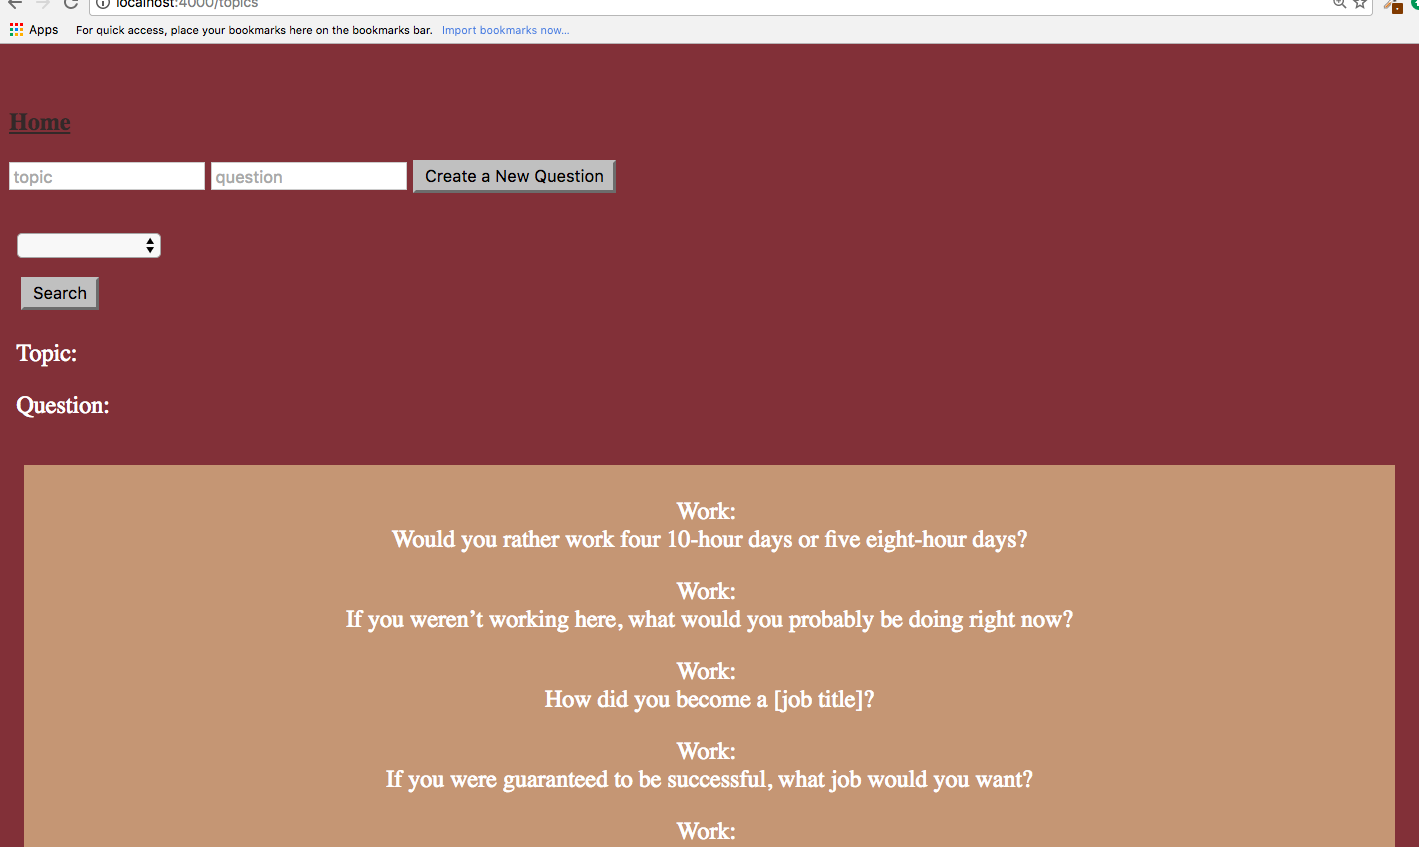 localhost:4000/topics
Apps For quick access, place your bookmarks here on the bookmarks bar. Import bookmarks now...
Home
topic question Create a New Question
Search
Topic:
Question:
Work:
Would you rather work four 10-hour days or five eight-hour days?
Work:
If you weren’t working here, what would you probably be doing right now?
Work:
How did you become a [job title]?
Work:
If you were guaranteed to be successful, what job would you want?
Work: